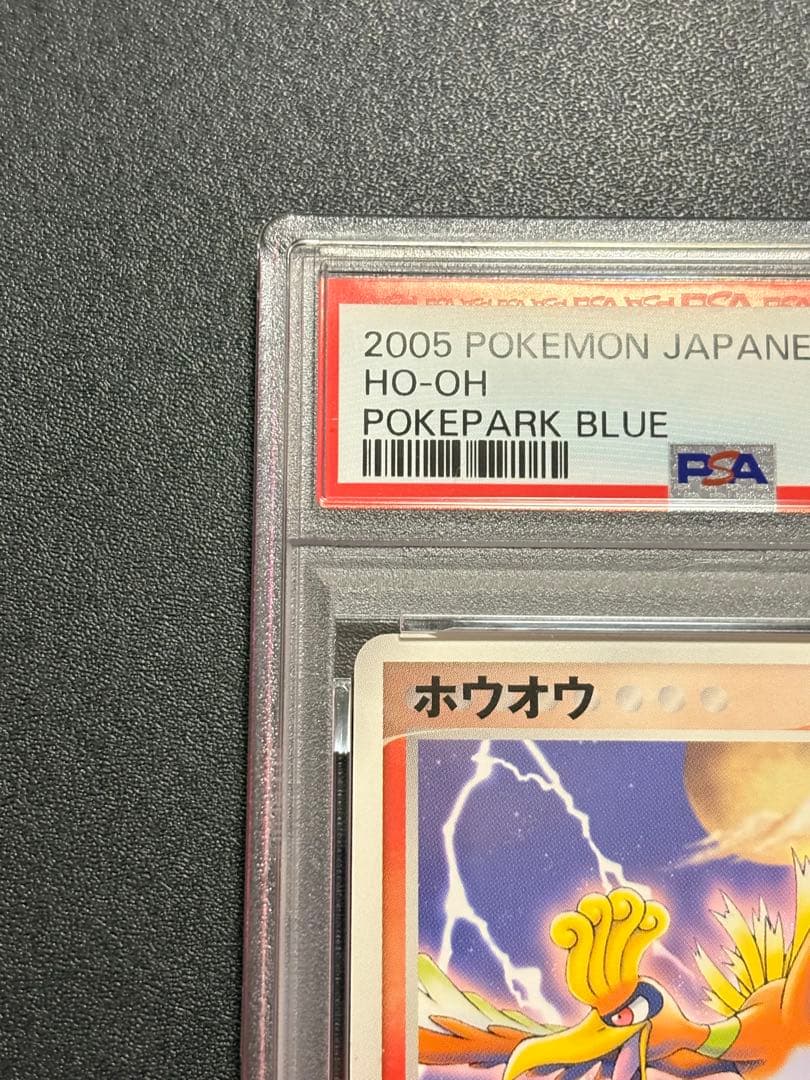 2005 POKEMON JAPANE
HO-OH
POKEPARK BLUE
PSA
ホウオウ